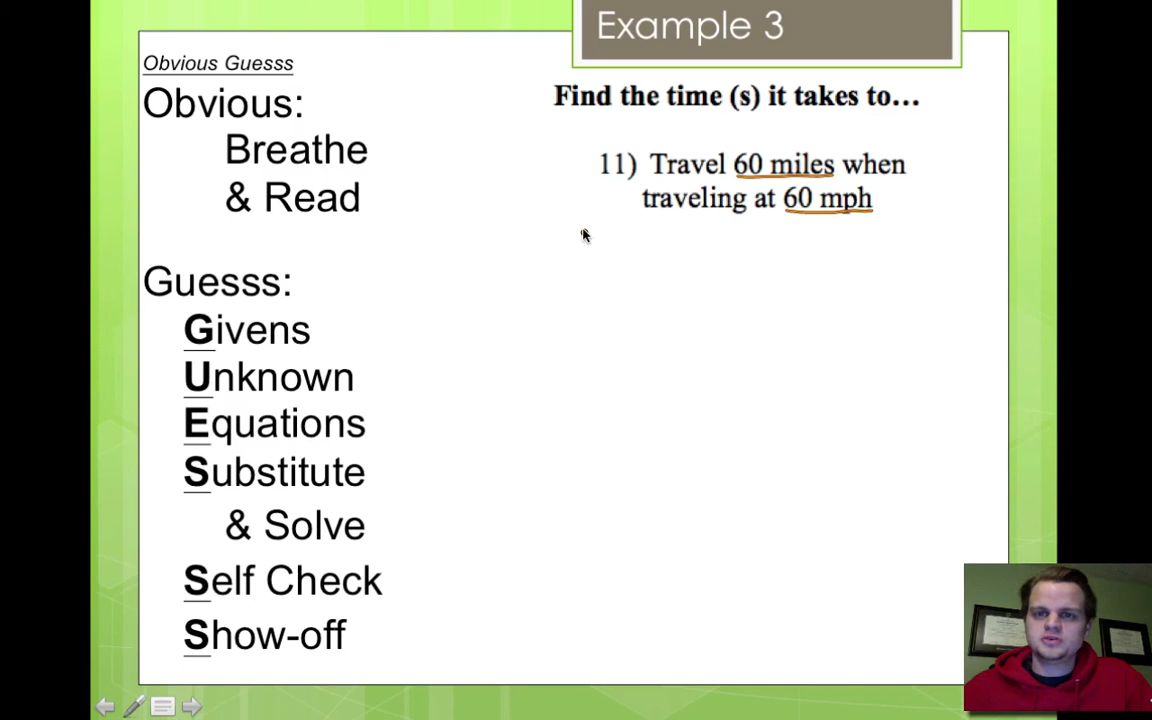 Example 3
Obvious Guesss
Obvious:
Breathe
& Read
Find the time (s) it takes to…
11) Travel 60 miles when
traveling at 60 mph
Guesss:
Givens
Unknown
Equations
Substitute
& Solve
Self Check
Show-off